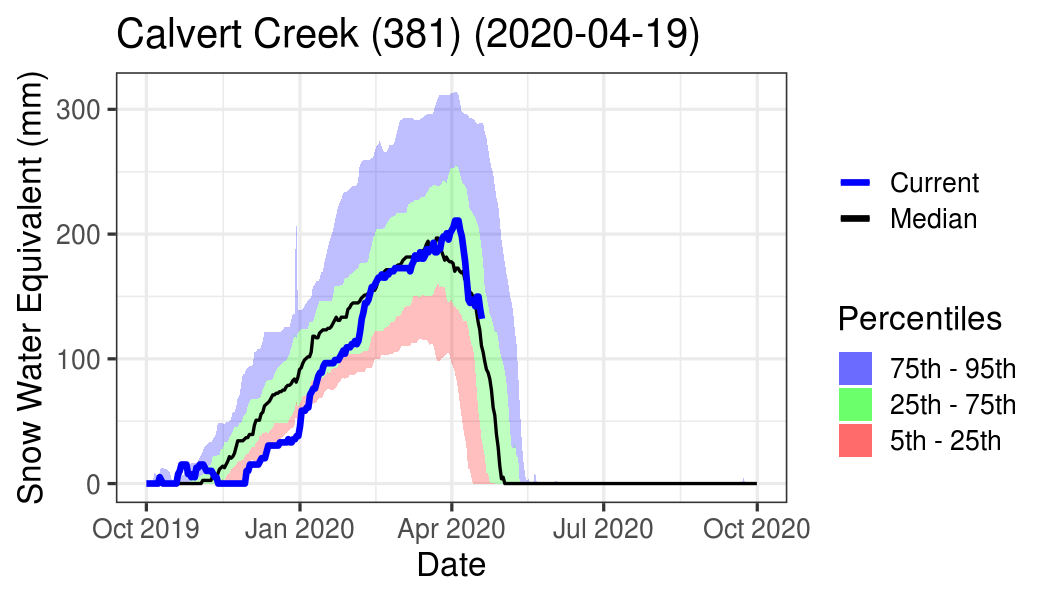 Calvert Creek (381) (2020-04-19)
Snow Water Equivalent (mm)
300
200
100
0
Oct 2019
Jan 2020
Apr 2020
Jul 2020
Oct 2020
Date
Current
Median
Percentiles
75th - 95th
25th - 75th
5th - 25th